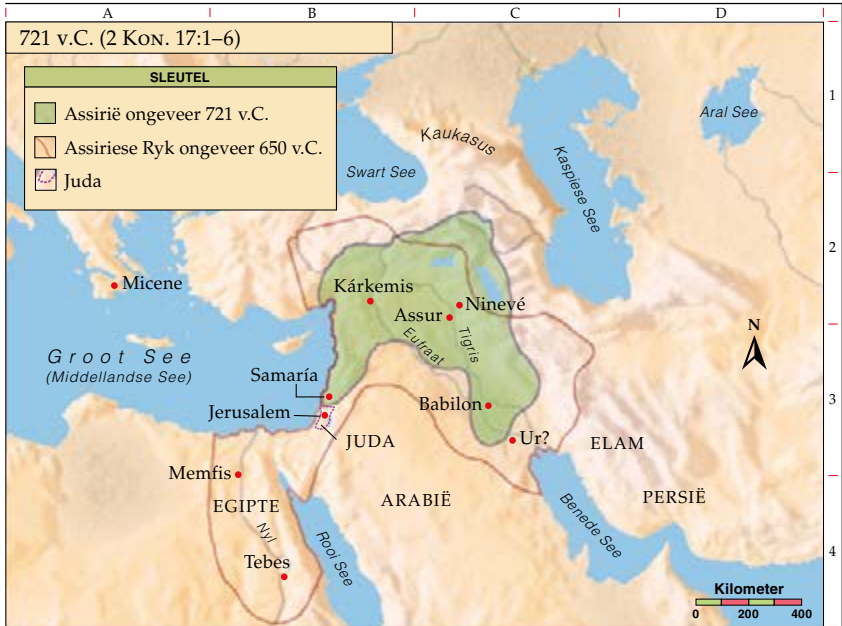 A
B
C
D
721 v.C. (2 Kon. 17:1–6)
SLEUTEL
Assirië ongeveer 721 v.C.
Assiriese Ryk ongeveer 650 v.C.
Juda
1
Aral See
Kaukasus
Swart See
Kaspiese See
2
Micene
Kárkemis
Ninevé
Assur
Tigris
Eufraat
N
Groot See
(Middellandse See)
Samaría
Jerusalem
Babilon
3
JUDA
Ur?
ELAM
Memfis
EGIPTE
ARABIË
PERSIË
Nyl
Rooi See
Benede See
Tebes
4
Kilometer
0 200 400